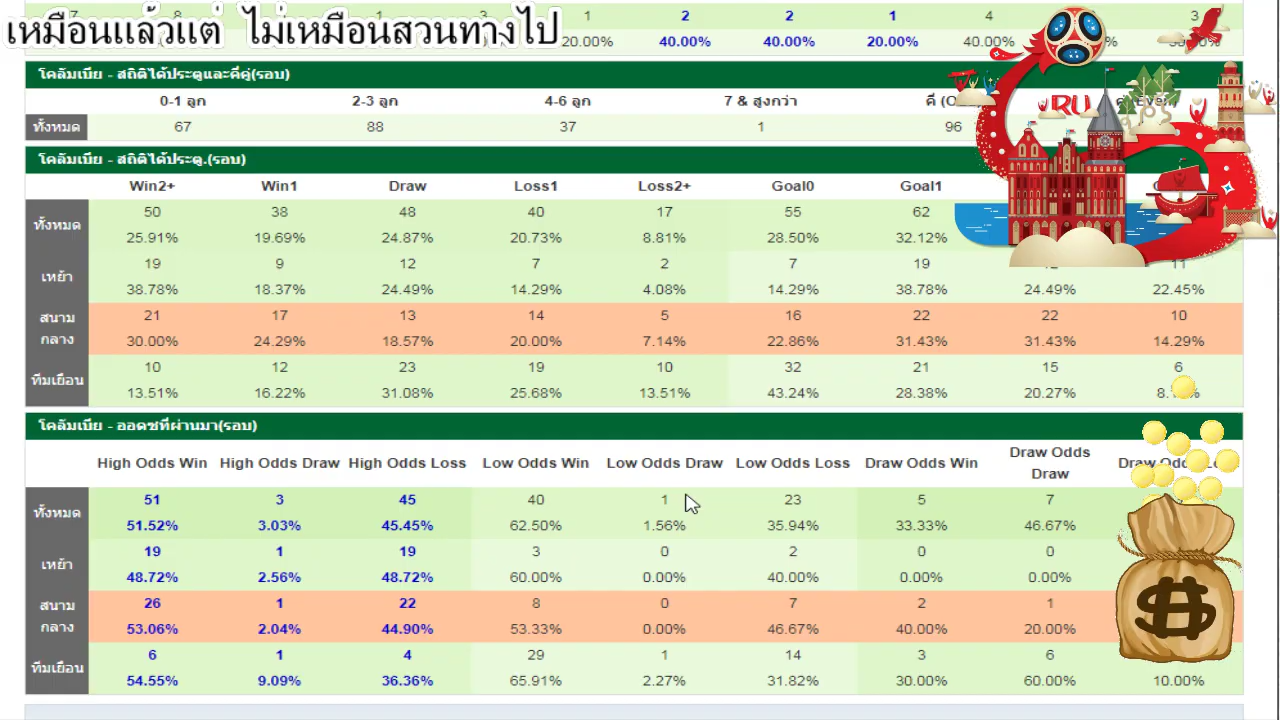 7 8 1 3 1 2 2 1 4 3
เหมือนแล้วแต่ ไม่เหมือนสวนทางไป
20.00% 40.00% 40.00% 20.00% 40.00%
โคลัมเบีย - สถิติได้ประตูและคี่คู่(รอบ)
0-1 ลูก 2-3 ลูก 4-6 ลูก 7 & สูงกว่า คี่
ทั้งหมด 67 88 37 1 96
โคลัมเบีย - สถิติได้ประตู.(รอบ)
Win2+ Win1 Draw Loss1 Loss2+ Goal0 Goal1
ทั้งหมด 50 38 48 40 17 55 62
25.91% 19.69% 24.87% 20.73% 8.81% 28.50% 32.12%
เหย้า 19 9 12 7 2 7 19 12 11
38.78% 18.37% 24.49% 14.29% 4.08% 14.29% 38.78% 24.49% 22.45%
สนามกลาง 21 17 13 14 5 16 22 22 10
30.00% 24.29% 18.57% 20.00% 7.14% 22.86% 31.43% 31.43% 14.29%
ทีมเยือน 10 12 23 19 10 32 21 15 6
13.51% 16.22% 31.08% 25.68% 13.51% 43.24% 28.38% 20.27%
โคลัมเบีย - ออดซที่ผ่านมา(รอบ)
High Odds Win High Odds Draw High Odds Loss Low Odds Win Low Odds Draw Low Odds Loss Draw Odds Win Draw Odds Draw
ทั้งหมด 51 3 45 40 1 23 5 7
51.52% 3.03% 45.45% 62.50% 1.56% 35.94% 33.33% 46.67%
เหย้า 19 1 19 3 0 2 0 0
48.72% 2.56% 48.72% 60.00% 0.00% 40.00% 0.00% 0.00%
สนามกลาง 26 1 22 8 0 7 2 1
53.06% 2.04% 44.90% 53.33% 0.00% 46.67% 40.00% 20.00%
ทีมเยือน 6 1 4 29 1 14 3 6
54.55% 9.09% 36.36% 65.91% 2.27% 31.82% 30.00% 60.00% 10.00%